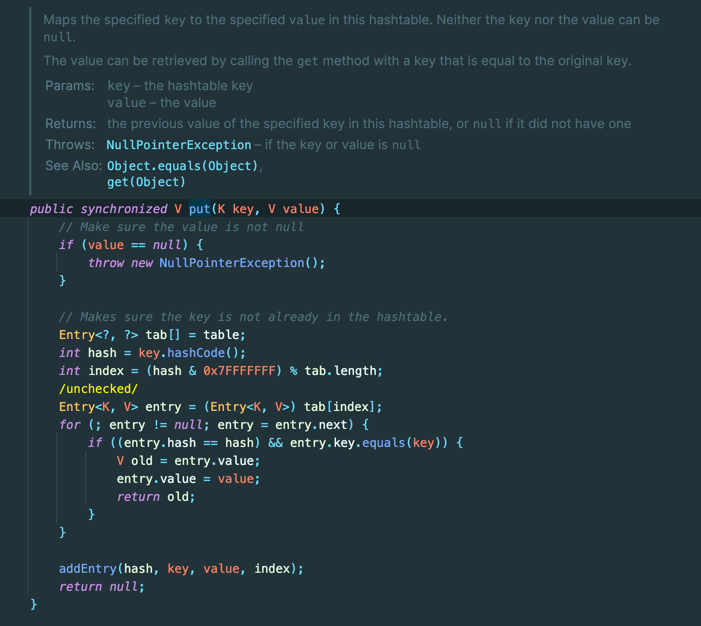 Maps the specified key to the specified value in this hashtable. Neither the key nor the value can be
null.
The value can be retrieved by calling the get method with a key that is equal to the original key.
Params: key – the hashtable key
value – the value
Returns: the previous value of the specified key in this hashtable, or null if it did not have one
Throws: NullPointerException – if the key or value is null
See Also: Object.equals(Object),
get(Object)
public synchronized V put(K key, V value) {
// Make sure the value is not null
if (value == null) {
throw new NullPointerException();
}
// Makes sure the key is not already in the hashtable.
Entry<?, ?> tab[] = table;
int hash = key.hashCode();
int index = (hash & 0x7FFFFFFF) % tab.length;
/unchecked/
Entry<K, V> entry = (Entry<K, V>) tab[index];
for (; entry != null; entry = entry.next) {
if ((entry.hash == hash) && entry.key.equals(key)) {
V old = entry.value;
entry.value = value;
return old;
}
}
addEntry(hash, key, value, index);
return null;
}